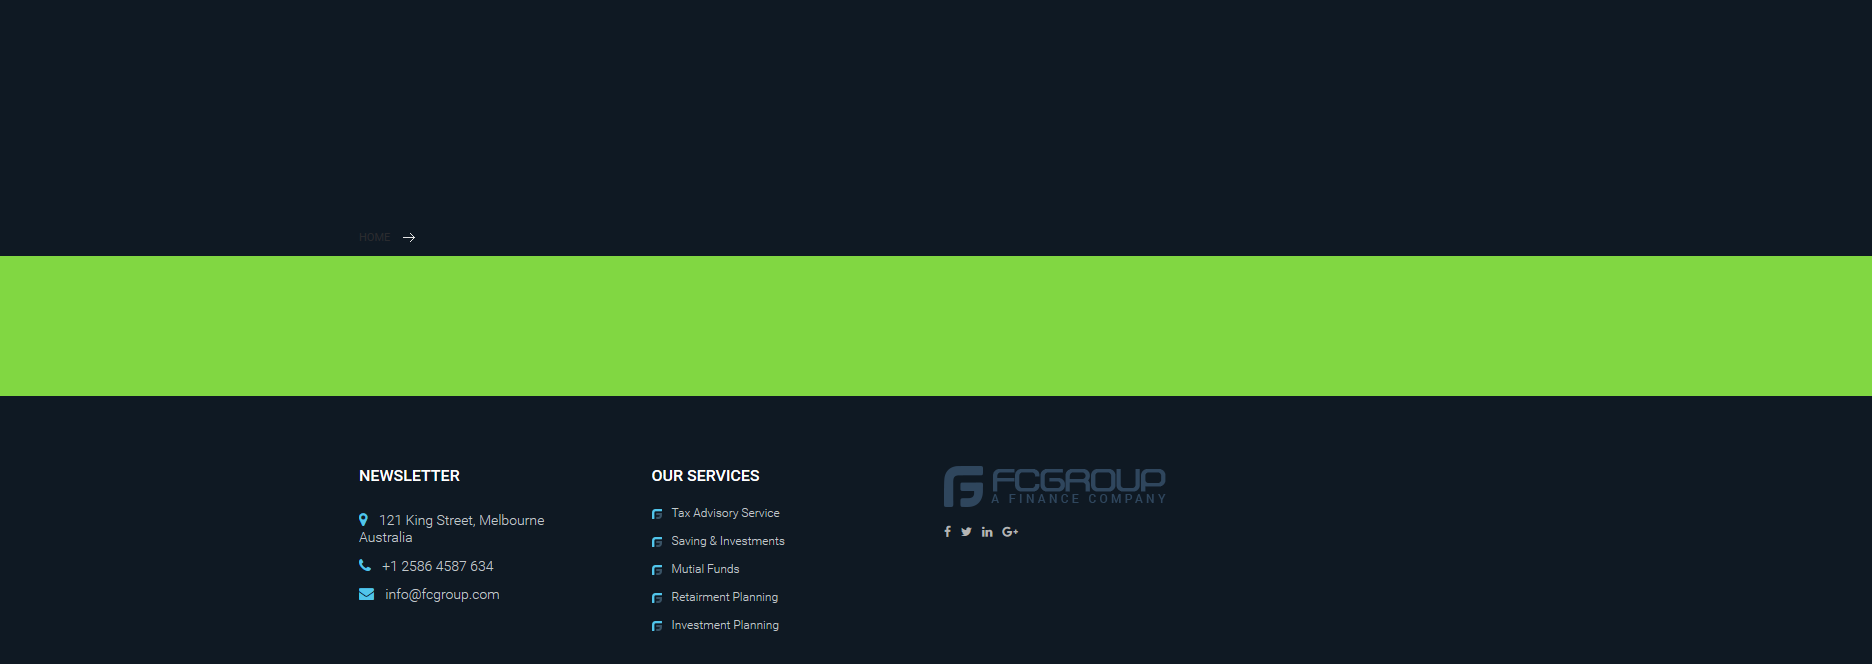 HOME
NEWSLETTER
121 King Street, Melbourne
Australia
+1 2586 4587 634
info@fcgroup.com
OUR SERVICES
Tax Advisory Service
Saving & Investments
Mutial Funds
Retairment Planning
Investment Planning
FCGROUP
A FINANCE COMPANY